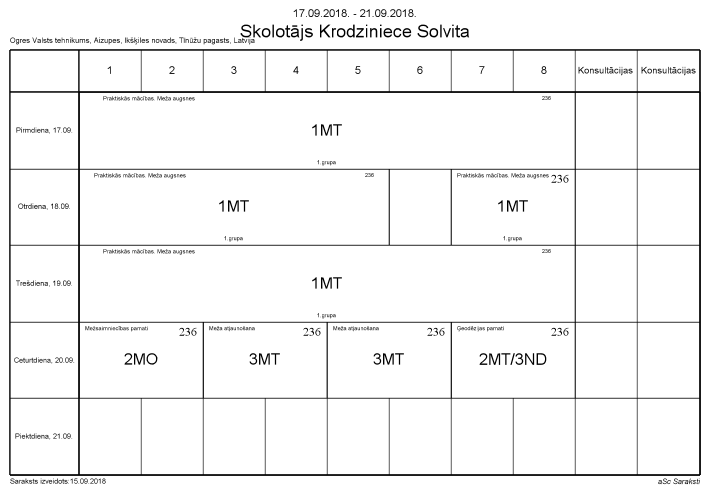 17.09.2018. - 21.09.2018.
Skolotājs Krodziniece Solvita
Ogres Valsts tehnikums, Aizupes, Ikšķiles novads, Tīnūžu pagasts, Latvija
1 2 3 4 5 6 7 8 Konsultācijas Konsultācijas
Praktiskās mācības. Meža augsnes 236
Pirmdiena, 17.09. 1MT
1.grupa
Praktiskās mācības. Meža augsnes 236 Praktiskās mācības. Meža augsnes 236
Otrdiena, 18.09. 1MT 1MT
1.grupa 1.grupa
Praktiskās mācības. Meža augsnes 236
Trešdiena, 19.09. 1MT
1.grupa
Mežsaimniecības pamati 236 Meža atjaunošana 236 Meža atjaunošana 236 Ģeodēzijas pamati 236
Ceturtdiena, 20.09. 2MO 3MT 3MT 2MT/3ND
Piektdiena, 21.09.
Saraksts izveidots:15.09.2018 aSc Saraksti